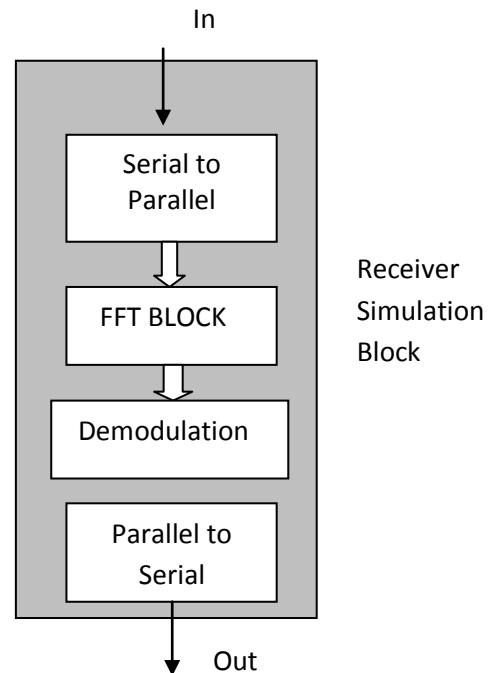 In
Serial to
Parallel
FFT BLOCK
Demodulation
Parallel to
Serial
Out
Receiver
Simulation
Block